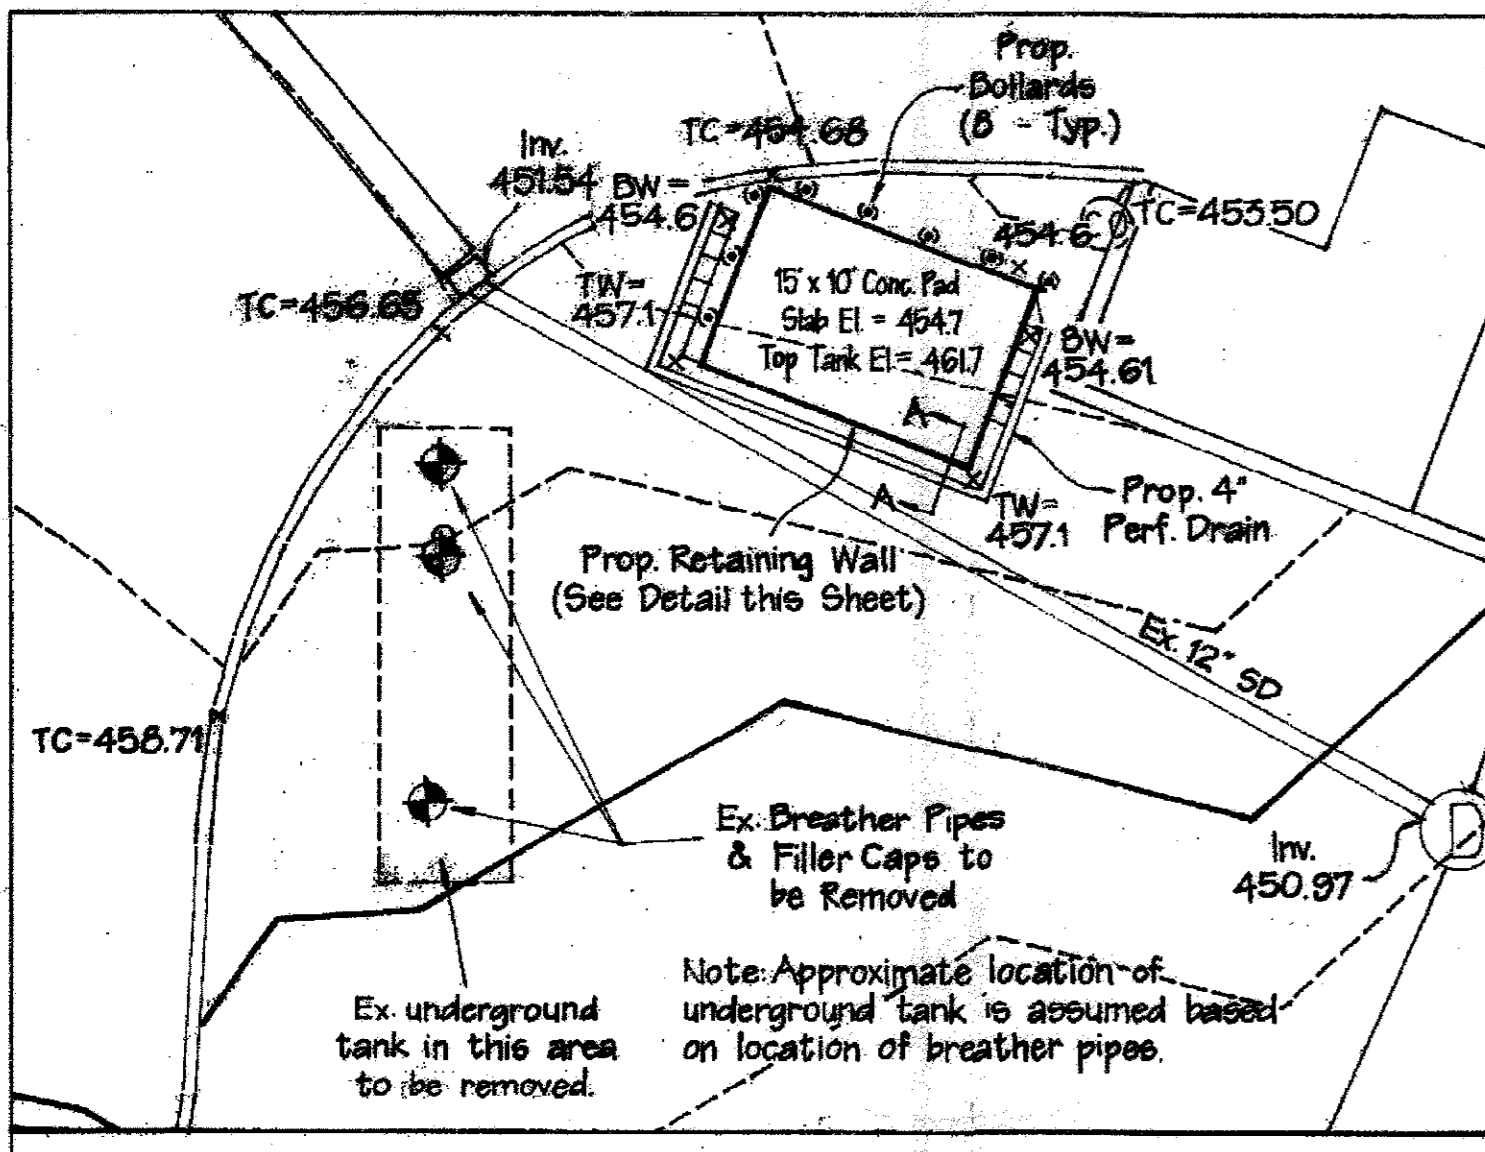 Prop.
Bollards
(8 - Typ.)
TC=454.68
Inv.
451.54
BW=
454.6
454.6
TC=453.50
TW=
457.1
TC=456.65
15' x 10' Conc. Pad
Slab El. = 454.7
Top Tank El.= 461.7
BW=
454.61
A
A
TW=
457.1
Prop. 4"
Perf. Drain
Prop. Retaining Wall
(See Detail this Sheet)
Ex. 12" SD
TC=458.71
Ex. Breather Pipes
& Filler Caps to
be Removed
Inv.
450.97
D
Ex. underground
tank in this area
to be removed.
Note: Approximate location of
underground tank is assumed based
on location of breather pipes.